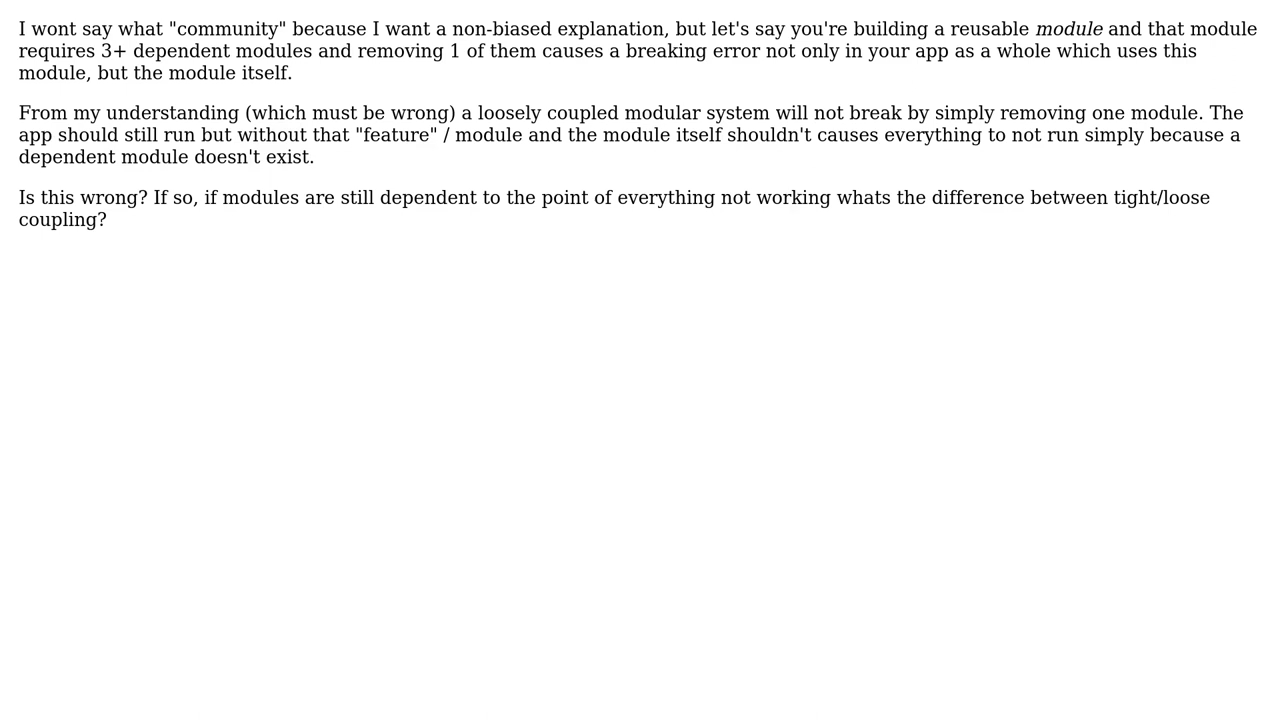 I wont say what "community" because I want a non-biased explanation, but let's say you're building a reusable module and that module
requires 3+ dependent modules and removing 1 of them causes a breaking error not only in your app as a whole which uses this
module, but the module itself.
From my understanding (which must be wrong) a loosely coupled modular system will not break by simply removing one module. The
app should still run but without that "feature" / module and the module itself shouldn't causes everything to not run simply because a
dependent module doesn't exist.
Is this wrong? If so, if modules are still dependent to the point of everything not working whats the difference between tight/loose
coupling?